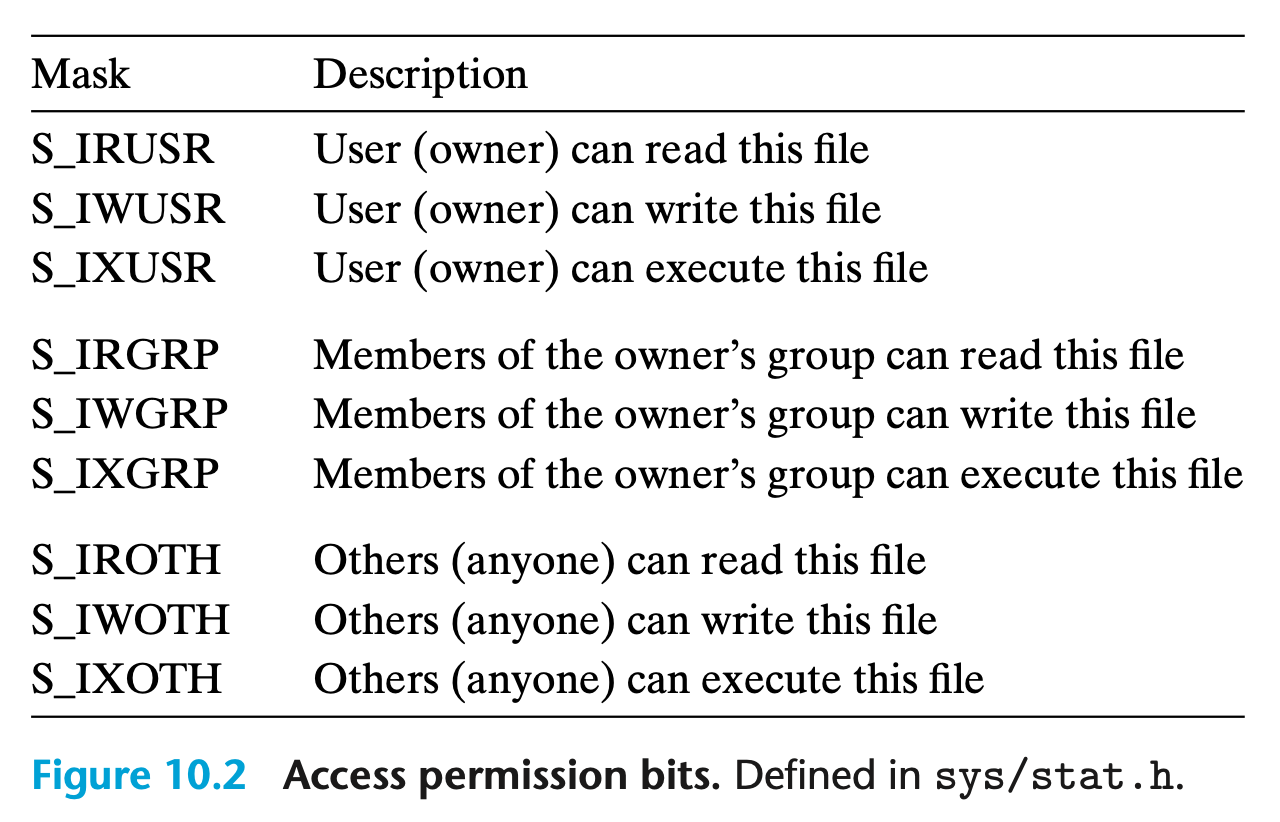 Mask Description
S_IRUSR User (owner) can read this file
S_IWUSR User (owner) can write this file
S_IXUSR User (owner) can execute this file
S_IRGRP Members of the owner’s group can read this file
S_IWGRP Members of the owner’s group can write this file
S_IXGRP Members of the owner’s group can execute this file
S_IROTH Others (anyone) can read this file
S_IWOTH Others (anyone) can write this file
S_IXOTH Others (anyone) can execute this file
Figure 10.2 Access permission bits. Defined in sys/stat.h.